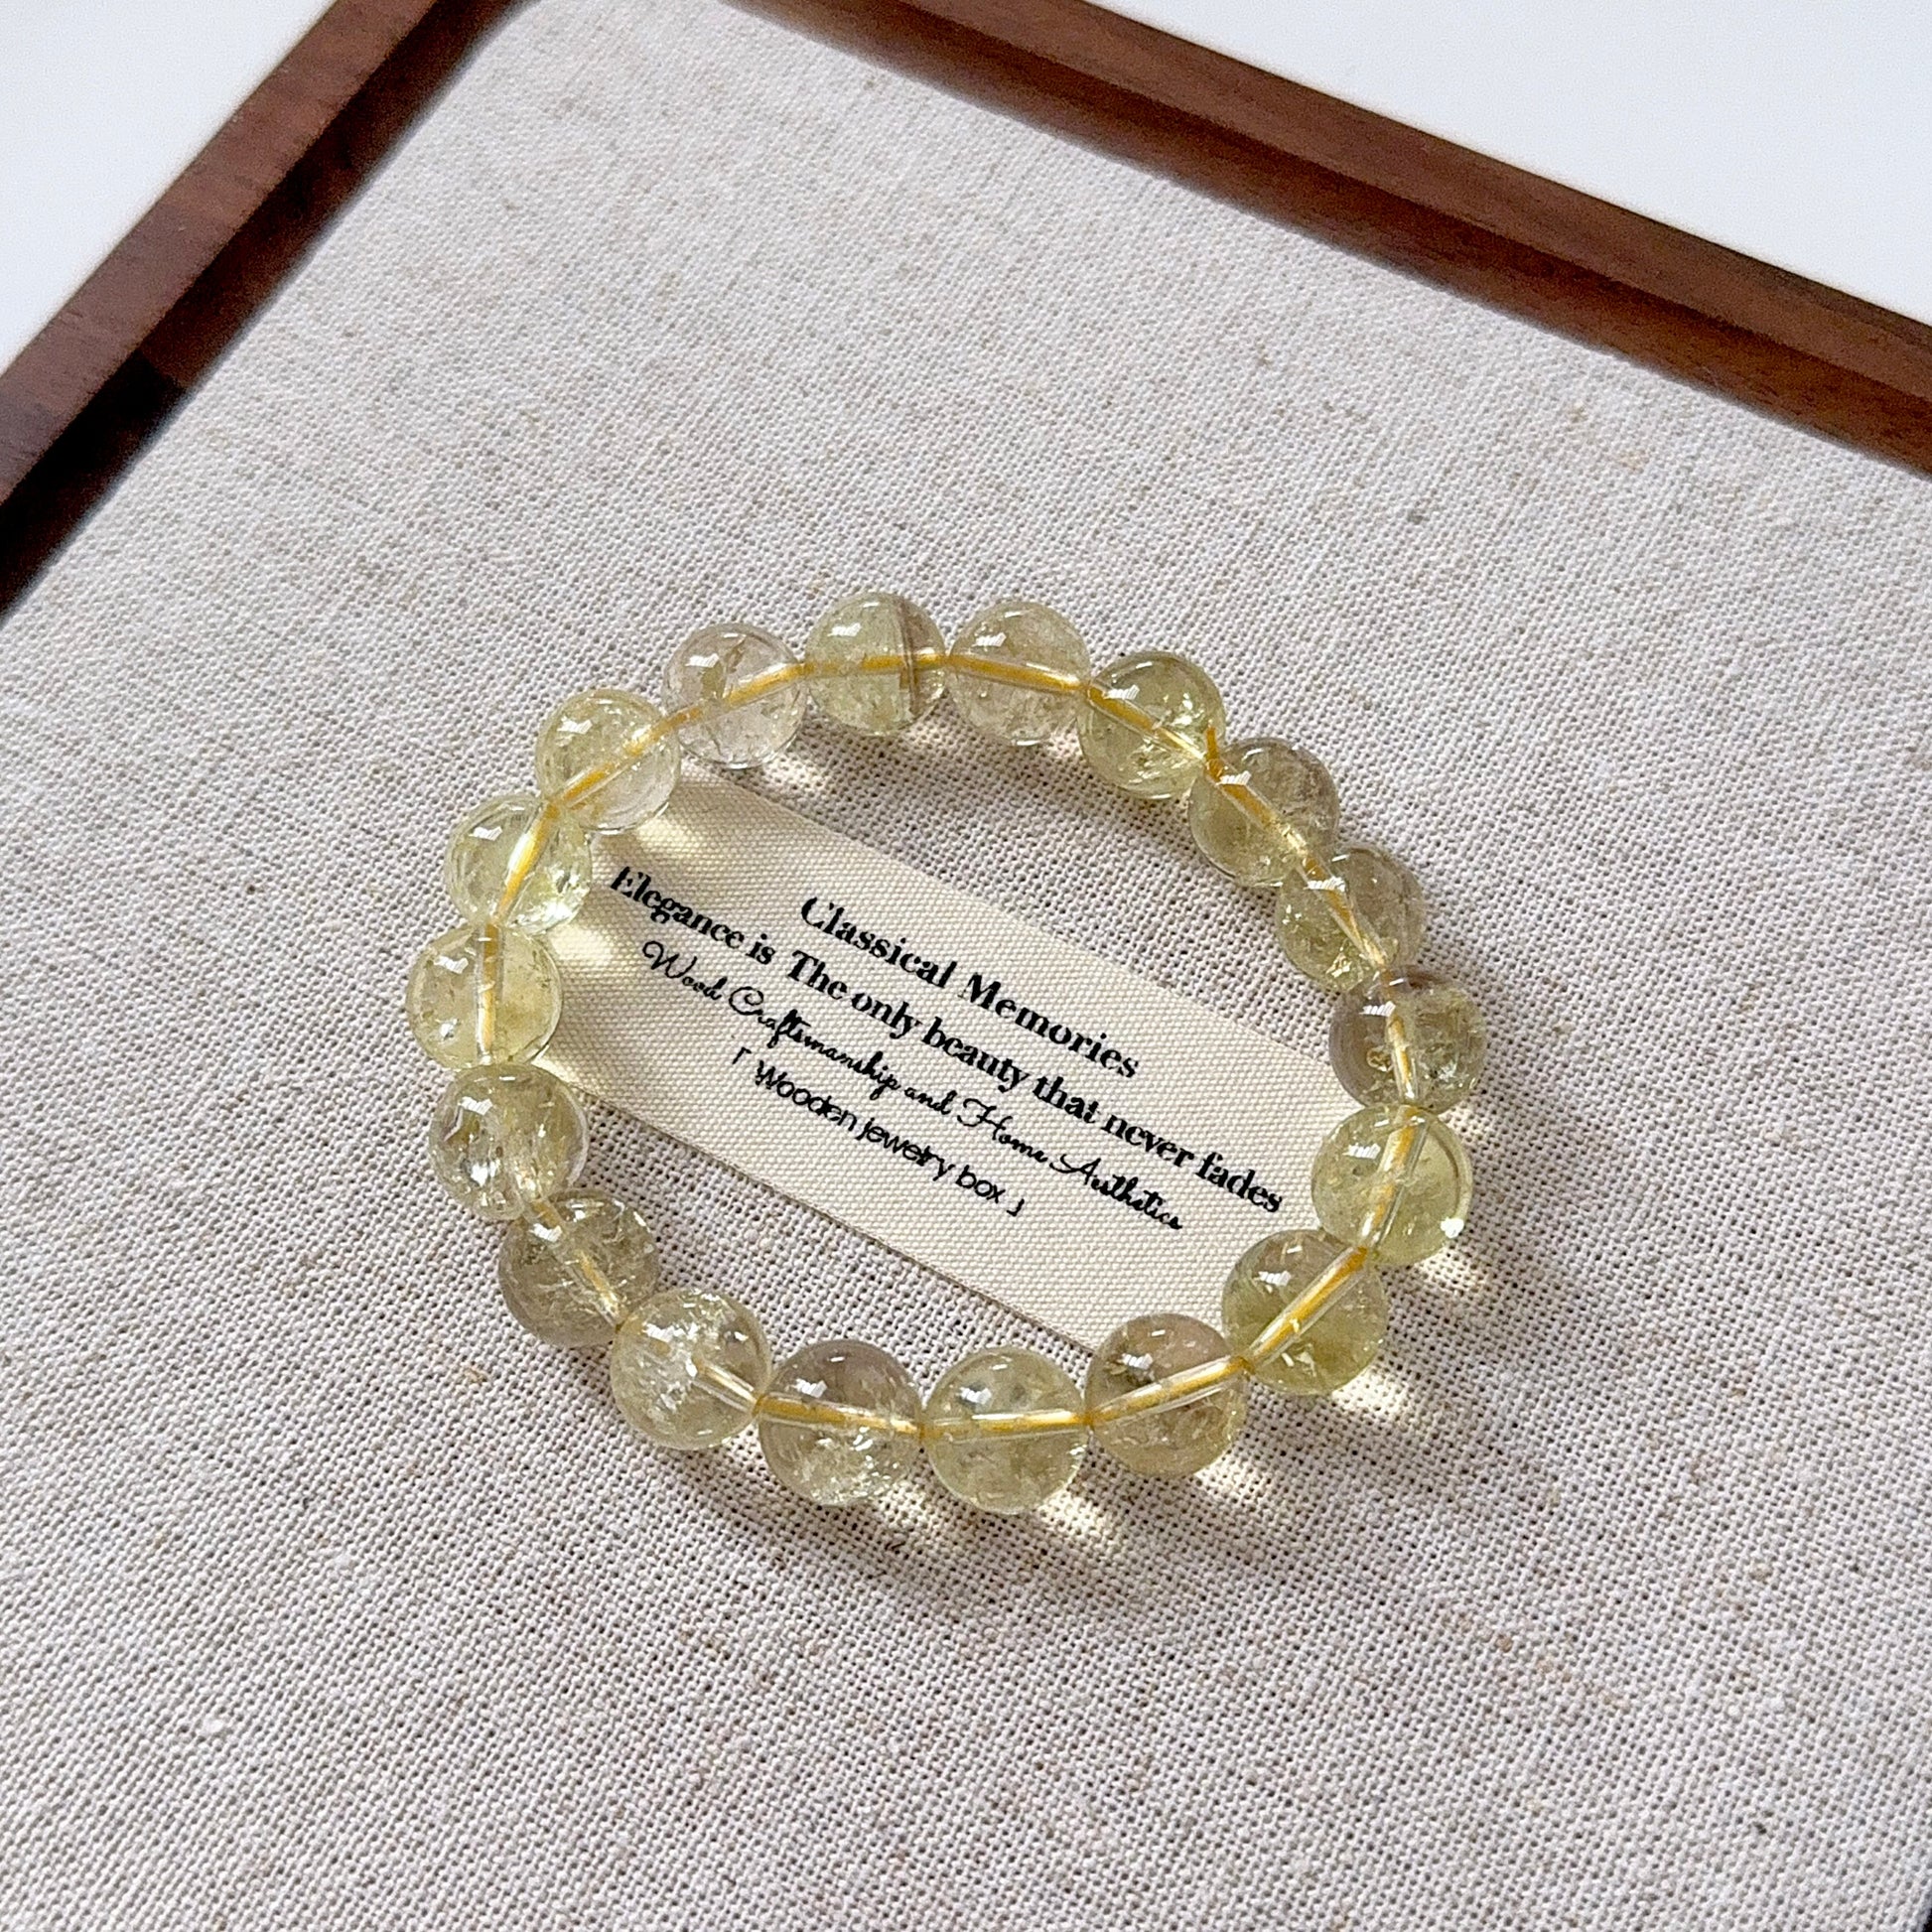 Classical Memories
Elegance is The only beauty that never fades
Wood Craftsmanship and Home Aesthetics
「 Wooden jewelry box 」